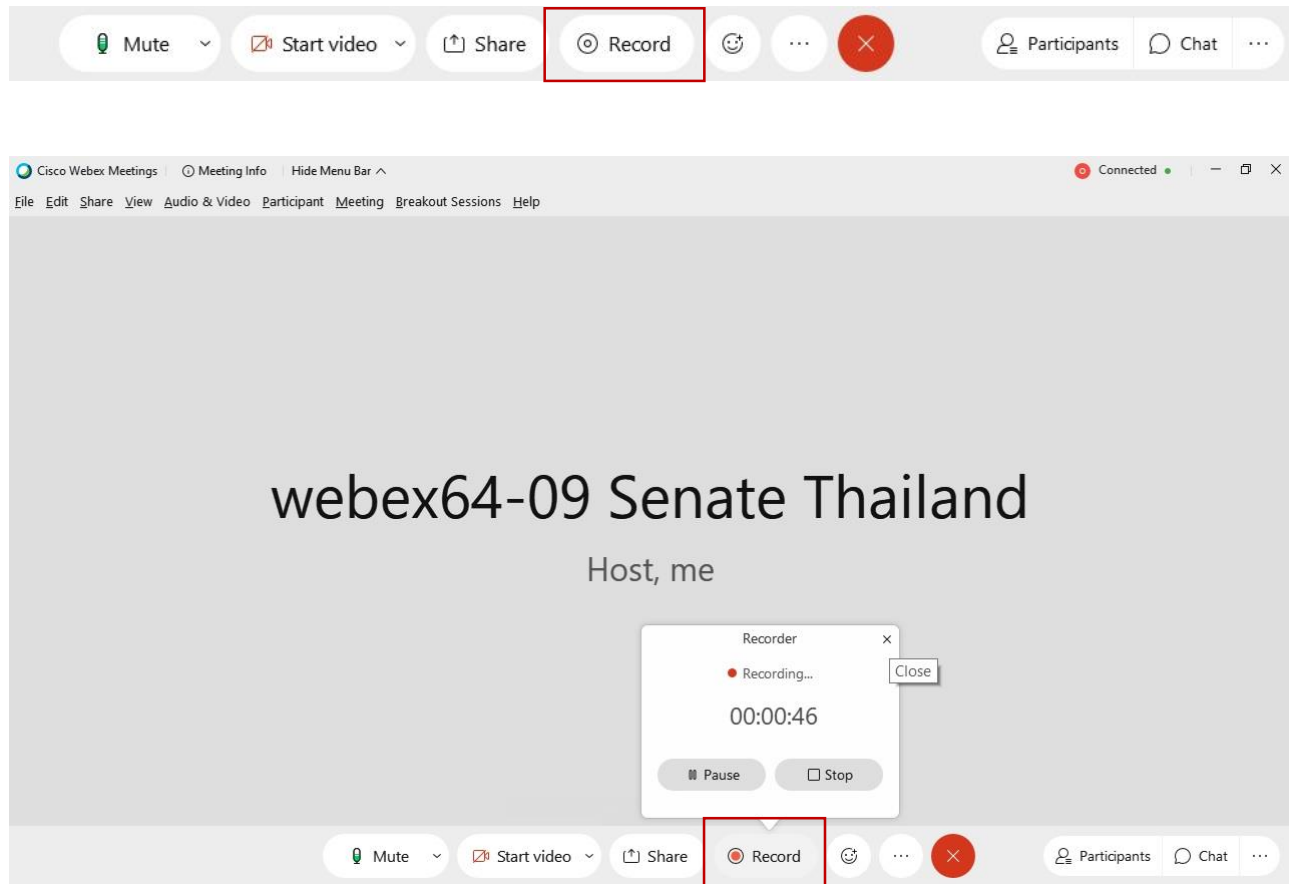 Mute Start video Share Record ... Participants Chat ...
Cisco Webex Meetings Meeting Info Hide Menu Bar Connected
File Edit Share View Audio & Video Participant Meeting Breakout Sessions Help
webex64-09 Senate Thailand
Host, me
Recorder
Recording...
Close
00:00:46
Pause Stop
Mute Start video Share Record ... Participants Chat ...